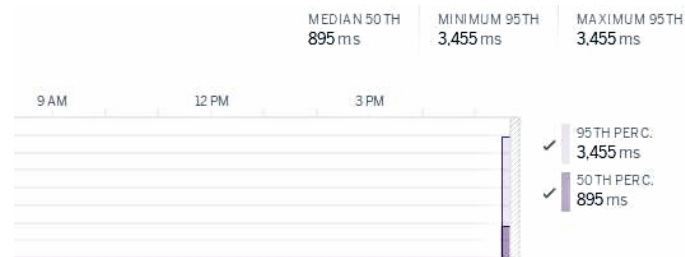 MEDIAN 50TH MINIMUM 95TH MAXIMUM 95TH
895 ms 3,455 ms 3,455 ms
9 AM 12 PM 3 PM
95TH PERC.
3,455 ms
50TH PERC.
895 ms